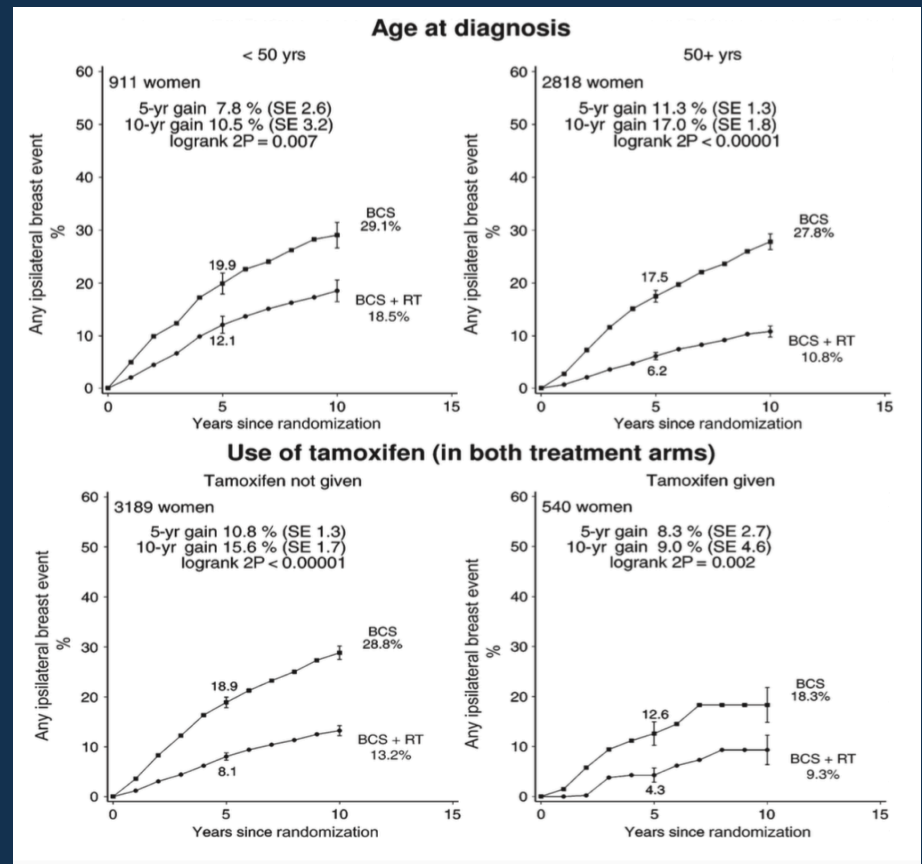 Age at diagnosis
< 50 yrs
60
50
40
30
20
10
0
911 women
5-yr gain 7.8 % (SE 2.6)
10-yr gain 10.5 % (SE 3.2)
logrank 2P = 0.007
Any ipsilateral breast event
%
BCS
29.1%
19.9
BCS + RT
18.5%
12.1
0 5 10 15
Years since randomization
50+ yrs
60
50
40
30
20
10
0
2818 women
5-yr gain 11.3 % (SE 1.3)
10-yr gain 17.0 % (SE 1.8)
logrank 2P < 0.00001
Any ipsilateral breast event
%
BCS
27.8%
17.5
BCS + RT
10.8%
6.2
0 5 10 15
Years since randomization
Use of tamoxifen (in both treatment arms)
Tamoxifen not given
60
50
40
30
20
10
0
3189 women
5-yr gain 10.8 % (SE 1.3)
10-yr gain 15.6 % (SE 1.7)
logrank 2P < 0.00001
Any ipsilateral breast event
%
BCS
28.8%
18.9
BCS + RT
13.2%
8.1
0 5 10 15
Years since randomization
Tamoxifen given
60
50
40
30
20
10
0
540 women
5-yr gain 8.3 % (SE 2.7)
10-yr gain 9.0 % (SE 4.6)
logrank 2P = 0.002
Any ipsilateral breast event
%
BCS
18.3%
12.6
BCS + RT
9.3%
4.3
0 5 10 15
Years since randomization